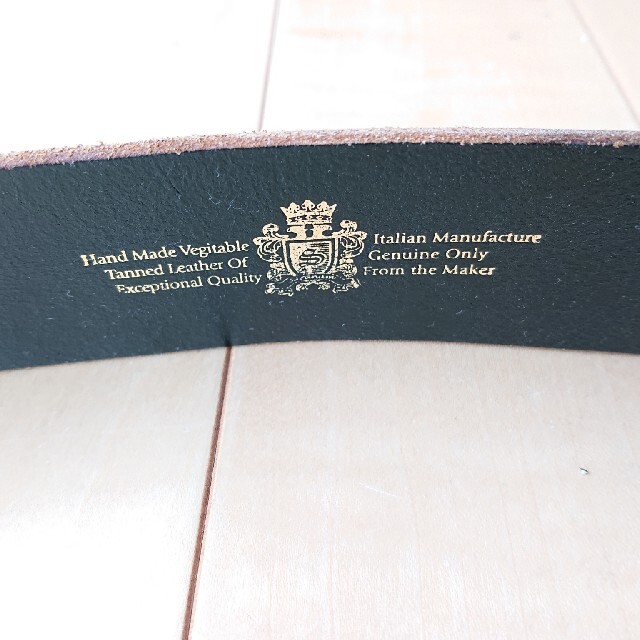 Hand Made Vegitable
Tanned Leather Of
Exceptional Quality
S
Italian Manufacture
Genuine Only
From the Maker